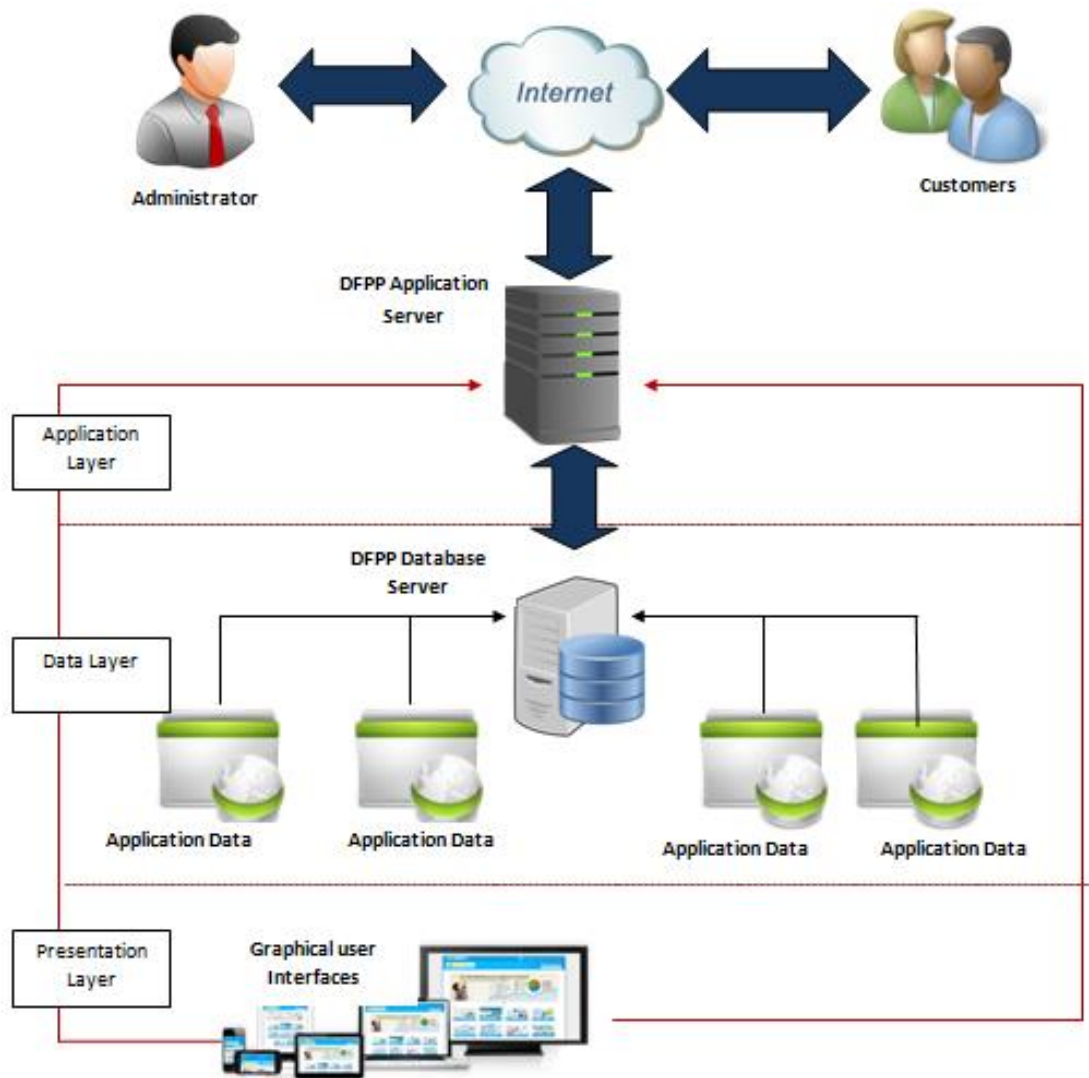 Internet
Administrator
Customers
DFPP Application
Server
Application
Layer
DFPP Database
Server
Data Layer
Application Data
Application Data
Application Data
Application Data
Presentation
Layer
Graphical user
Interfaces